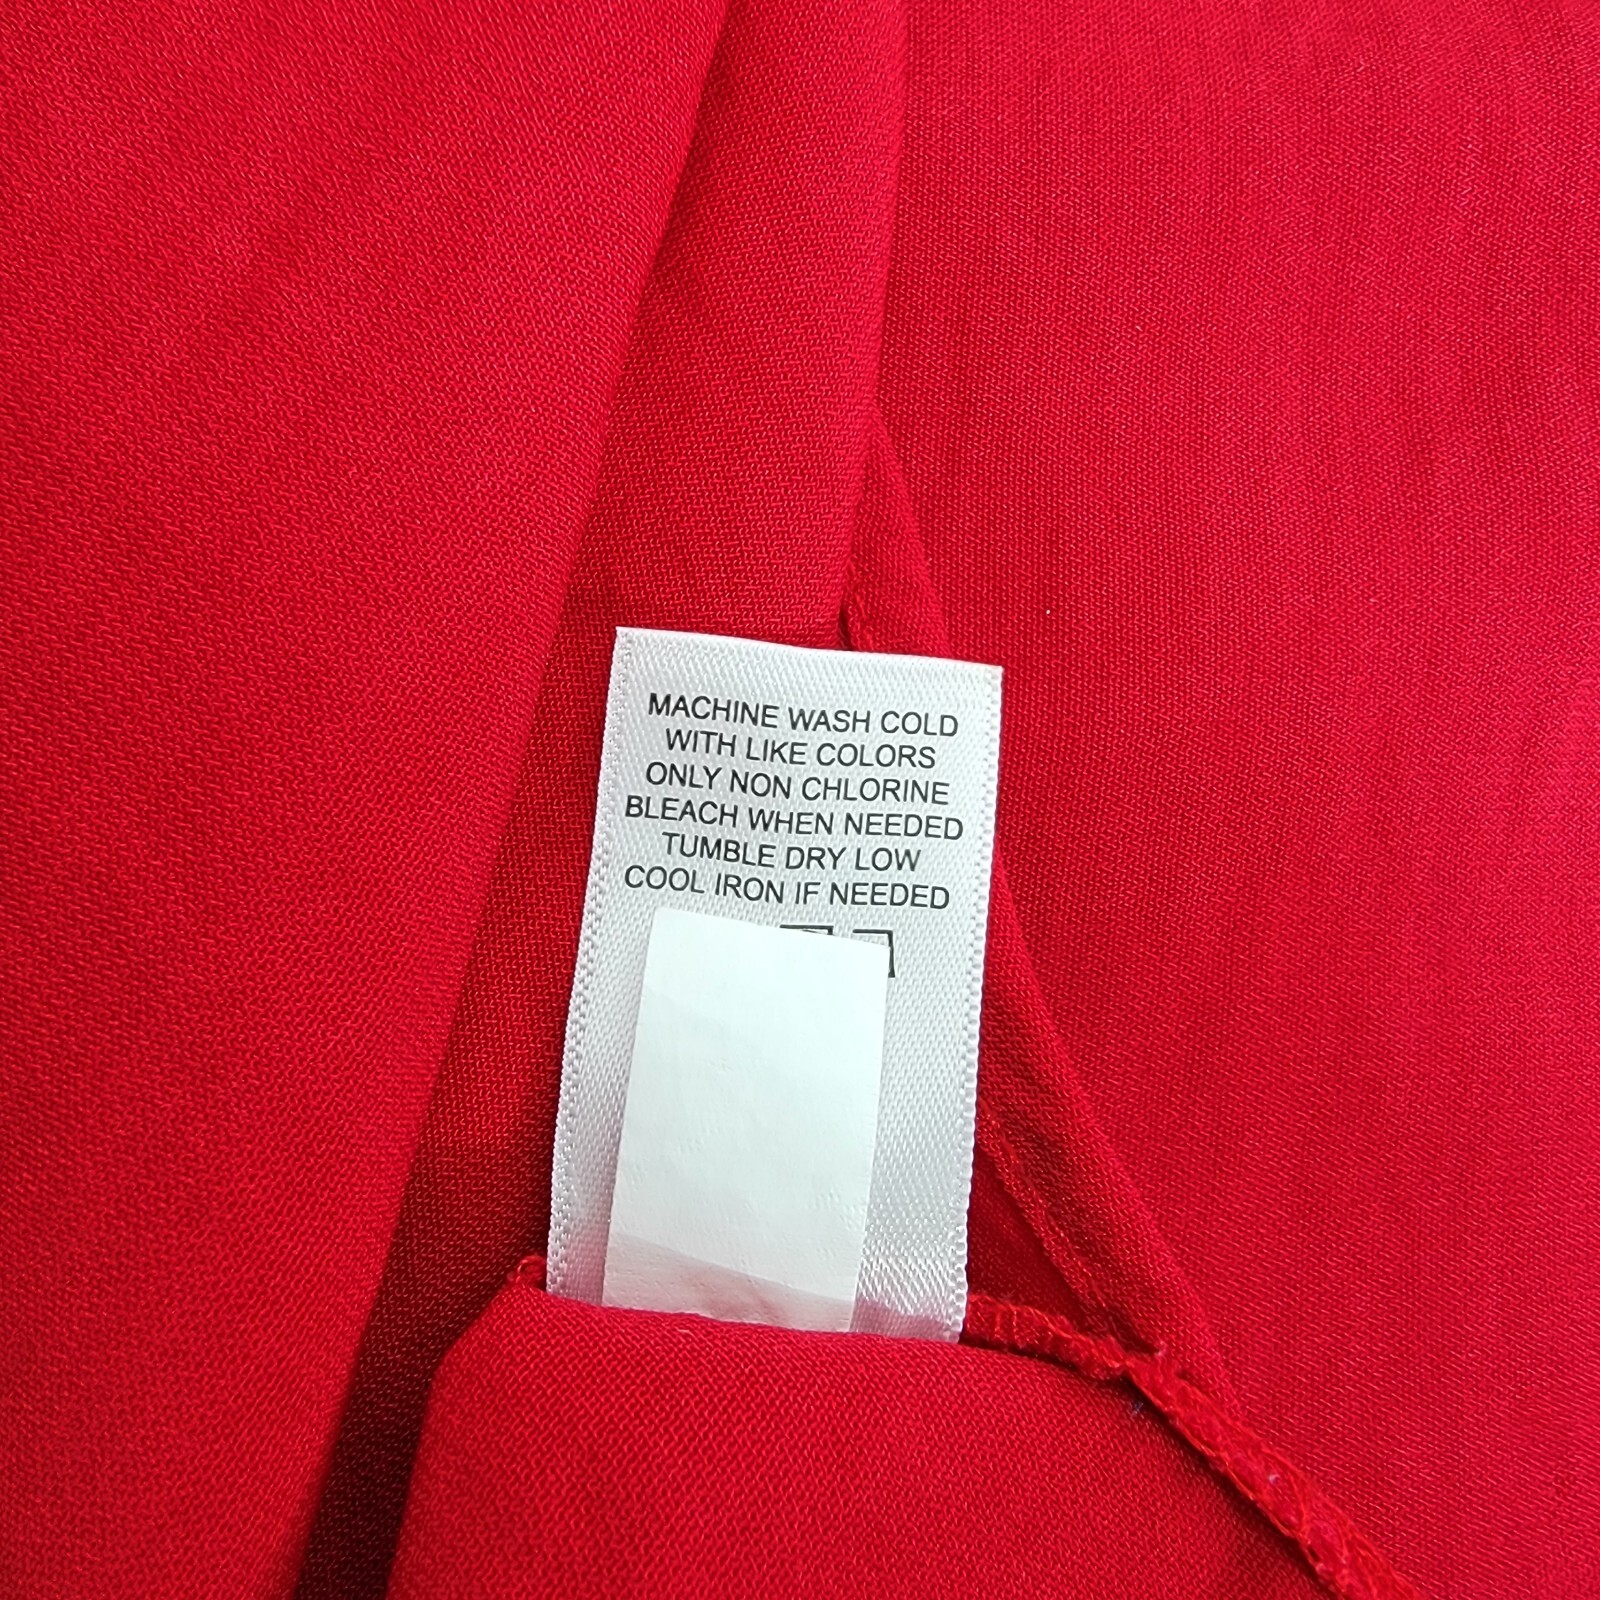 MACHINE WASH COLD
WITH LIKE COLORS
ONLY NON CHLORINE
BLEACH WHEN NEEDED
TUMBLE DRY LOW
COOL IRON IF NEEDED